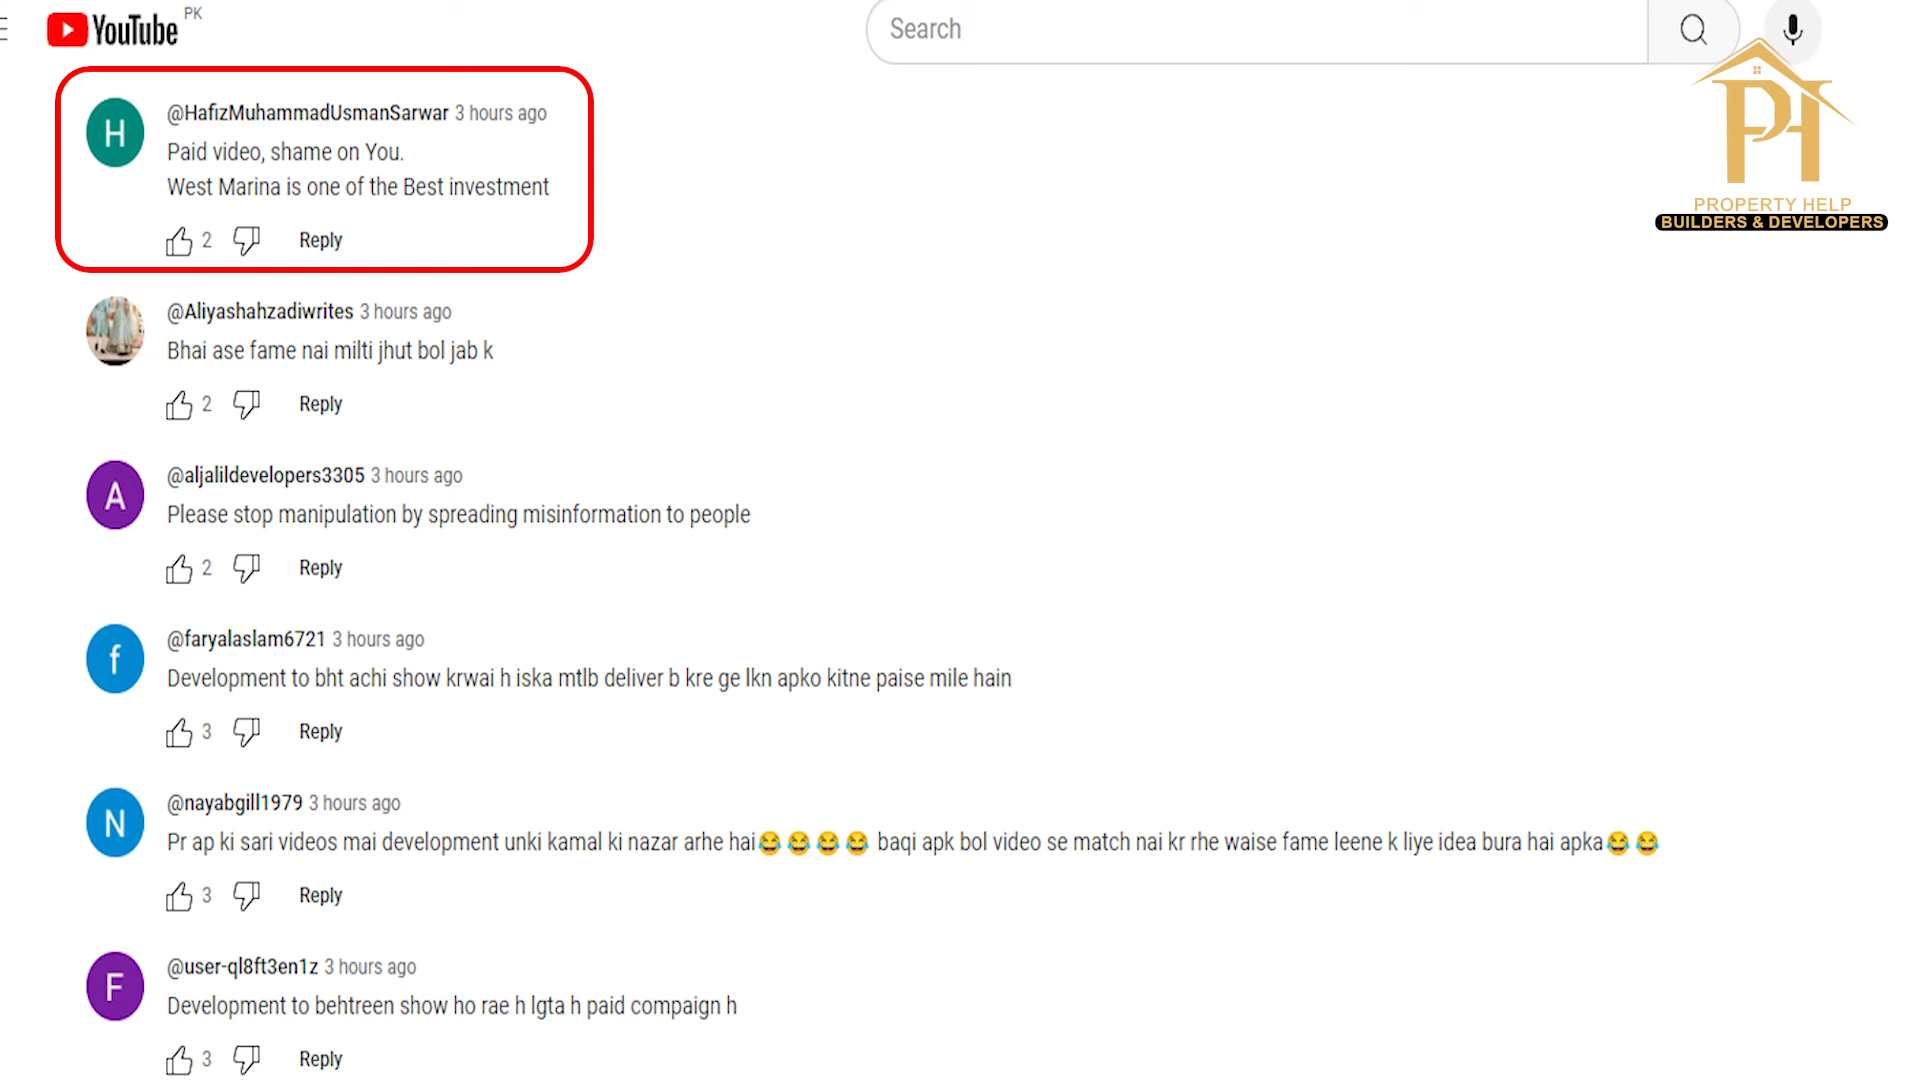 YouTube PK
Search
PROPERTY HELP
BUILDERS & DEVELOPERS
H
@HafizMuhammadUsmanSarwar 3 hours ago
Paid video, shame on You.
West Marina is one of the Best investment
2 Reply
@Aliyashahzadiwrites 3 hours ago
Bhai ase fame nai milti jhut bol jab k
2 Reply
A
@aljalildevelopers3305 3 hours ago
Please stop manipulation by spreading misinformation to people
2 Reply
f
@faryalaslam6721 3 hours ago
Development to bht achi show krwai h iska mtlb deliver b kre ge lkn apko kitne paise mile hain
3 Reply
N
@nayabgill1979 3 hours ago
Pr ap ki sari videos mai development unki kamal ki nazar arhe hai😂😂😂😂 baqi apk bol video se match nai kr rhe waise fame leene k liye idea bura hai apka😂😂
3 Reply
F
@user-ql8ft3en1z 3 hours ago
Development to behtreen show ho rae h lgta h paid compaign h
3 Reply